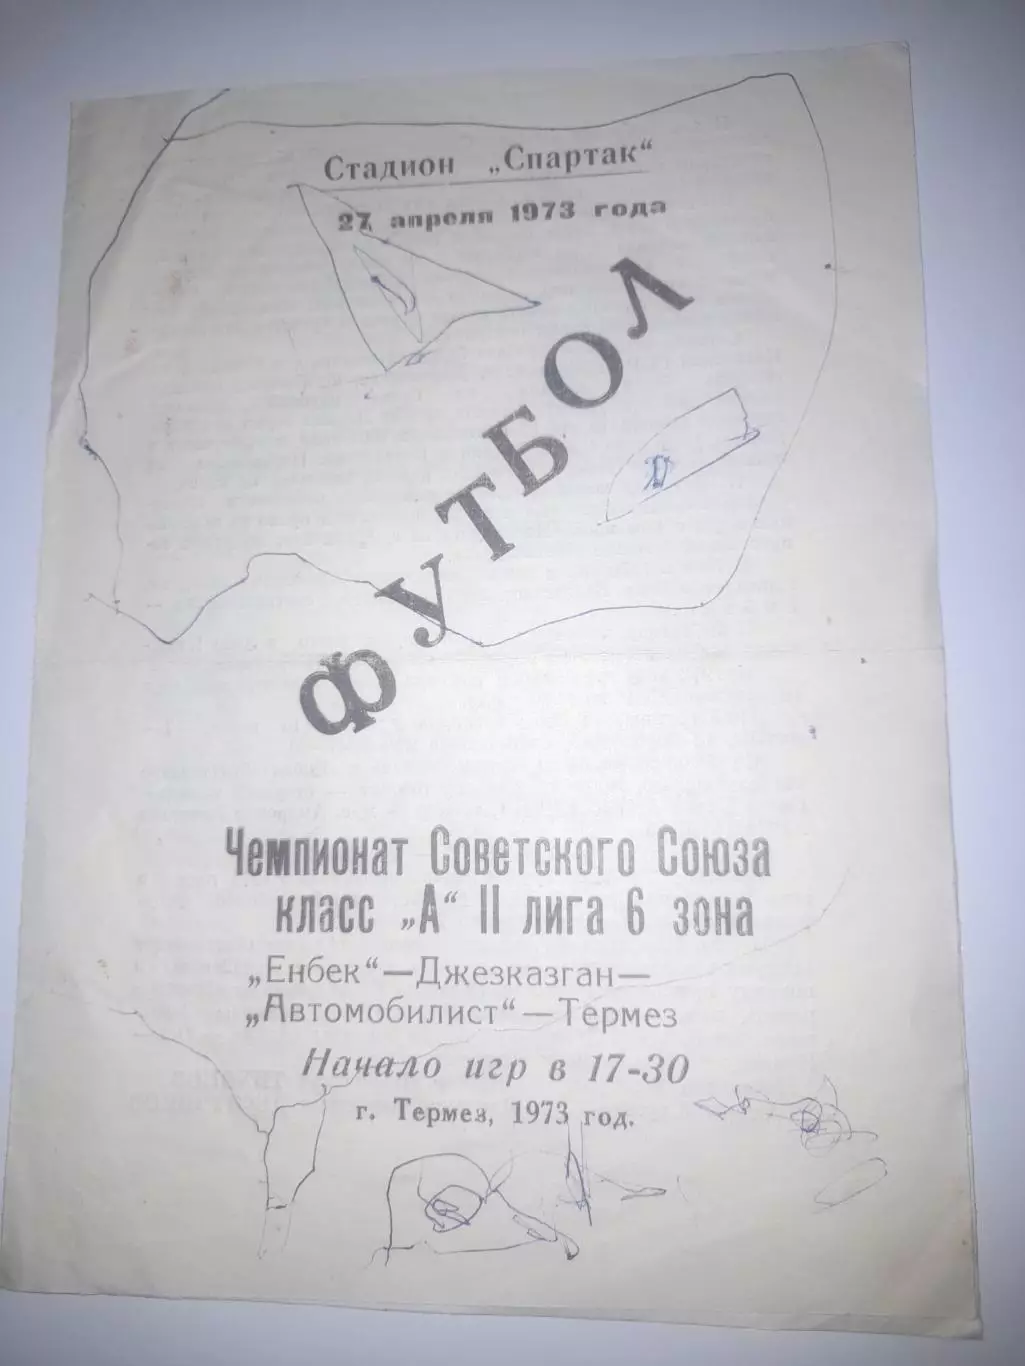 Стадион „Спартак“
27 апреля 1973 года
ФУТБОЛ
Чемпионат Советского Союза
класс „А“ II лига 6 зона
„Енбек“—Джезказган—
„Автомобилист“—Термез
Начало игр в 17-30
г. Термез, 1973 год.